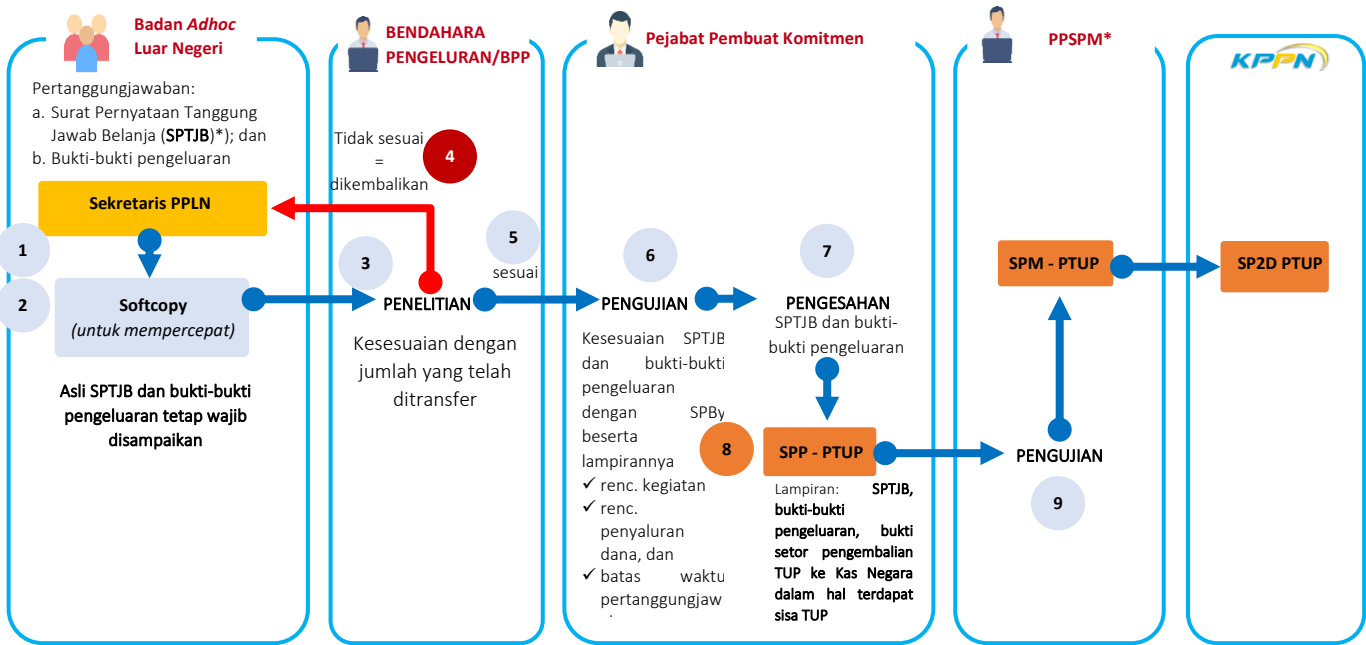 Badan Adhoc
Luar Negeri
Pertanggungjawaban:
a. Surat Pernyataan Tanggung
Jawab Belanja (SPTJB)*); dan
b. Bukti-bukti pengeluaran
Sekretaris PPLN
1
2
Softcopy
(untuk mempercepat)
Asli SPTJB dan bukti-bukti
pengeluaran tetap wajib
disampaikan
BENDAHARA
PENGELURAN/BPP
Tidak sesuai
=
dikembalikan
4
3
5
sesuai
PENELITIAN
Kesesuaian dengan
jumlah yang telah
ditransfer
Pejabat Pembuat Komitmen
6
PENGUJIAN
Kesesuaian SPTJB
dan bukti-bukti
pengeluaran
dengan SPBy
beserta
lampirannya
✓ renc. kegiatan
✓ renc.
penyaluran
dana, dan
✓ batas waktu
pertanggungjaw
7
PENGESAHAN
SPTJB dan bukti-
bukti pengeluaran
8
SPP - PTUP
Lampiran: SPTJB,
bukti-bukti
pengeluaran, bukti
setor pengembalian
TUP ke Kas Negara
dalam hal terdapat
sisa TUP
PPSPM*
SPM - PTUP
PENGUJIAN
9
KPPN
SP2D PTUP